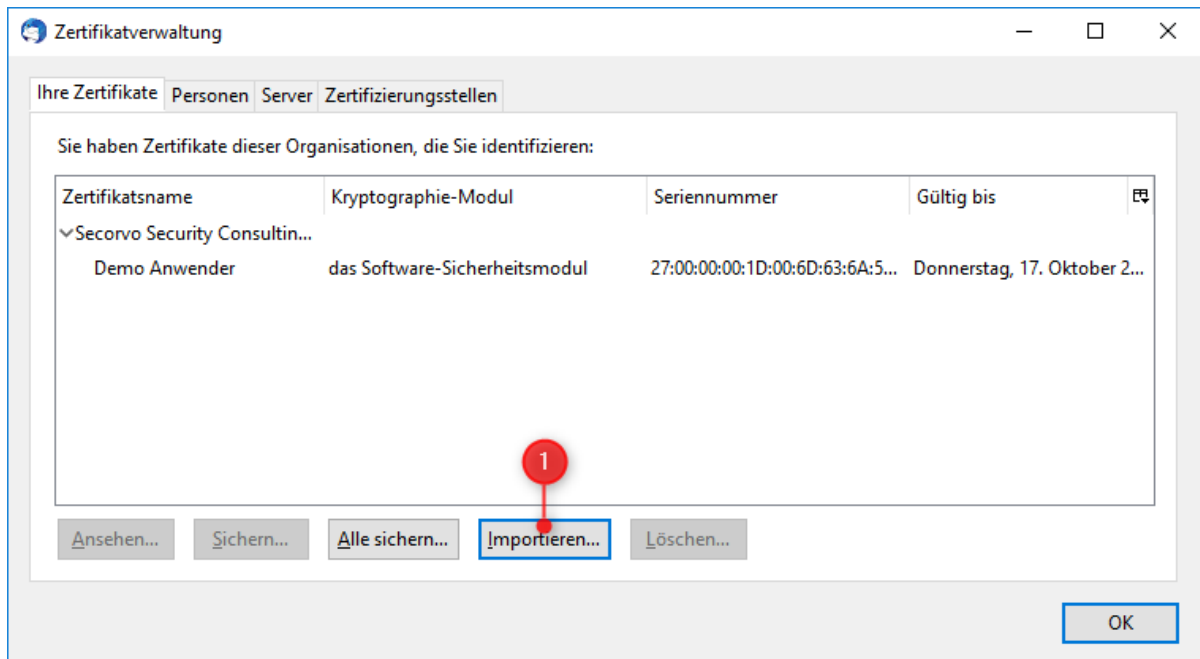 Zertifikatverwaltung
Ihre Zertifikate Personen Server Zertifizierungsstellen
Sie haben Zertifikate dieser Organisationen, die Sie identifizieren:
Zertifikatsname Kryptographie-Modul Seriennummer Gültig bis
Secorvo Security Consultin...
Demo Anwender das Software-Sicherheitsmodul 27:00:00:00:1D:00:6D:63:6A:5... Donnerstag, 17. Oktober 2...
1
Ansehen... Sichern... Alle sichern... Importieren... Löschen...
OK